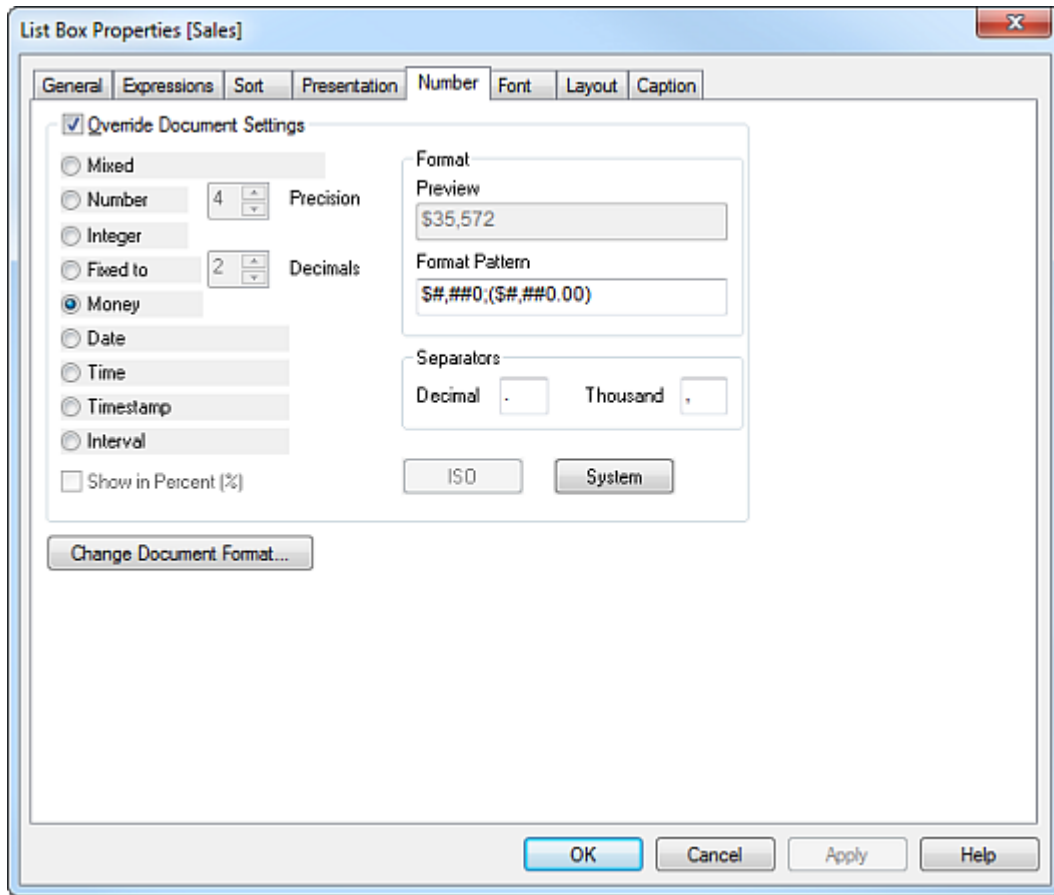 List Box Properties [Sales]
General Expressions Sort Presentation Number Font Layout Caption
Override Document Settings
Mixed
Number 4 Precision
Integer
Fixed to 2 Decimals
Money
Date
Time
Timestamp
Interval
Show in Percent (%)
Format
Preview
$35,572
Format Pattern
$#,##0;($#,##0.00)
Separators
Decimal . Thousand ,
ISO System
Change Document Format...
OK Cancel Apply Help